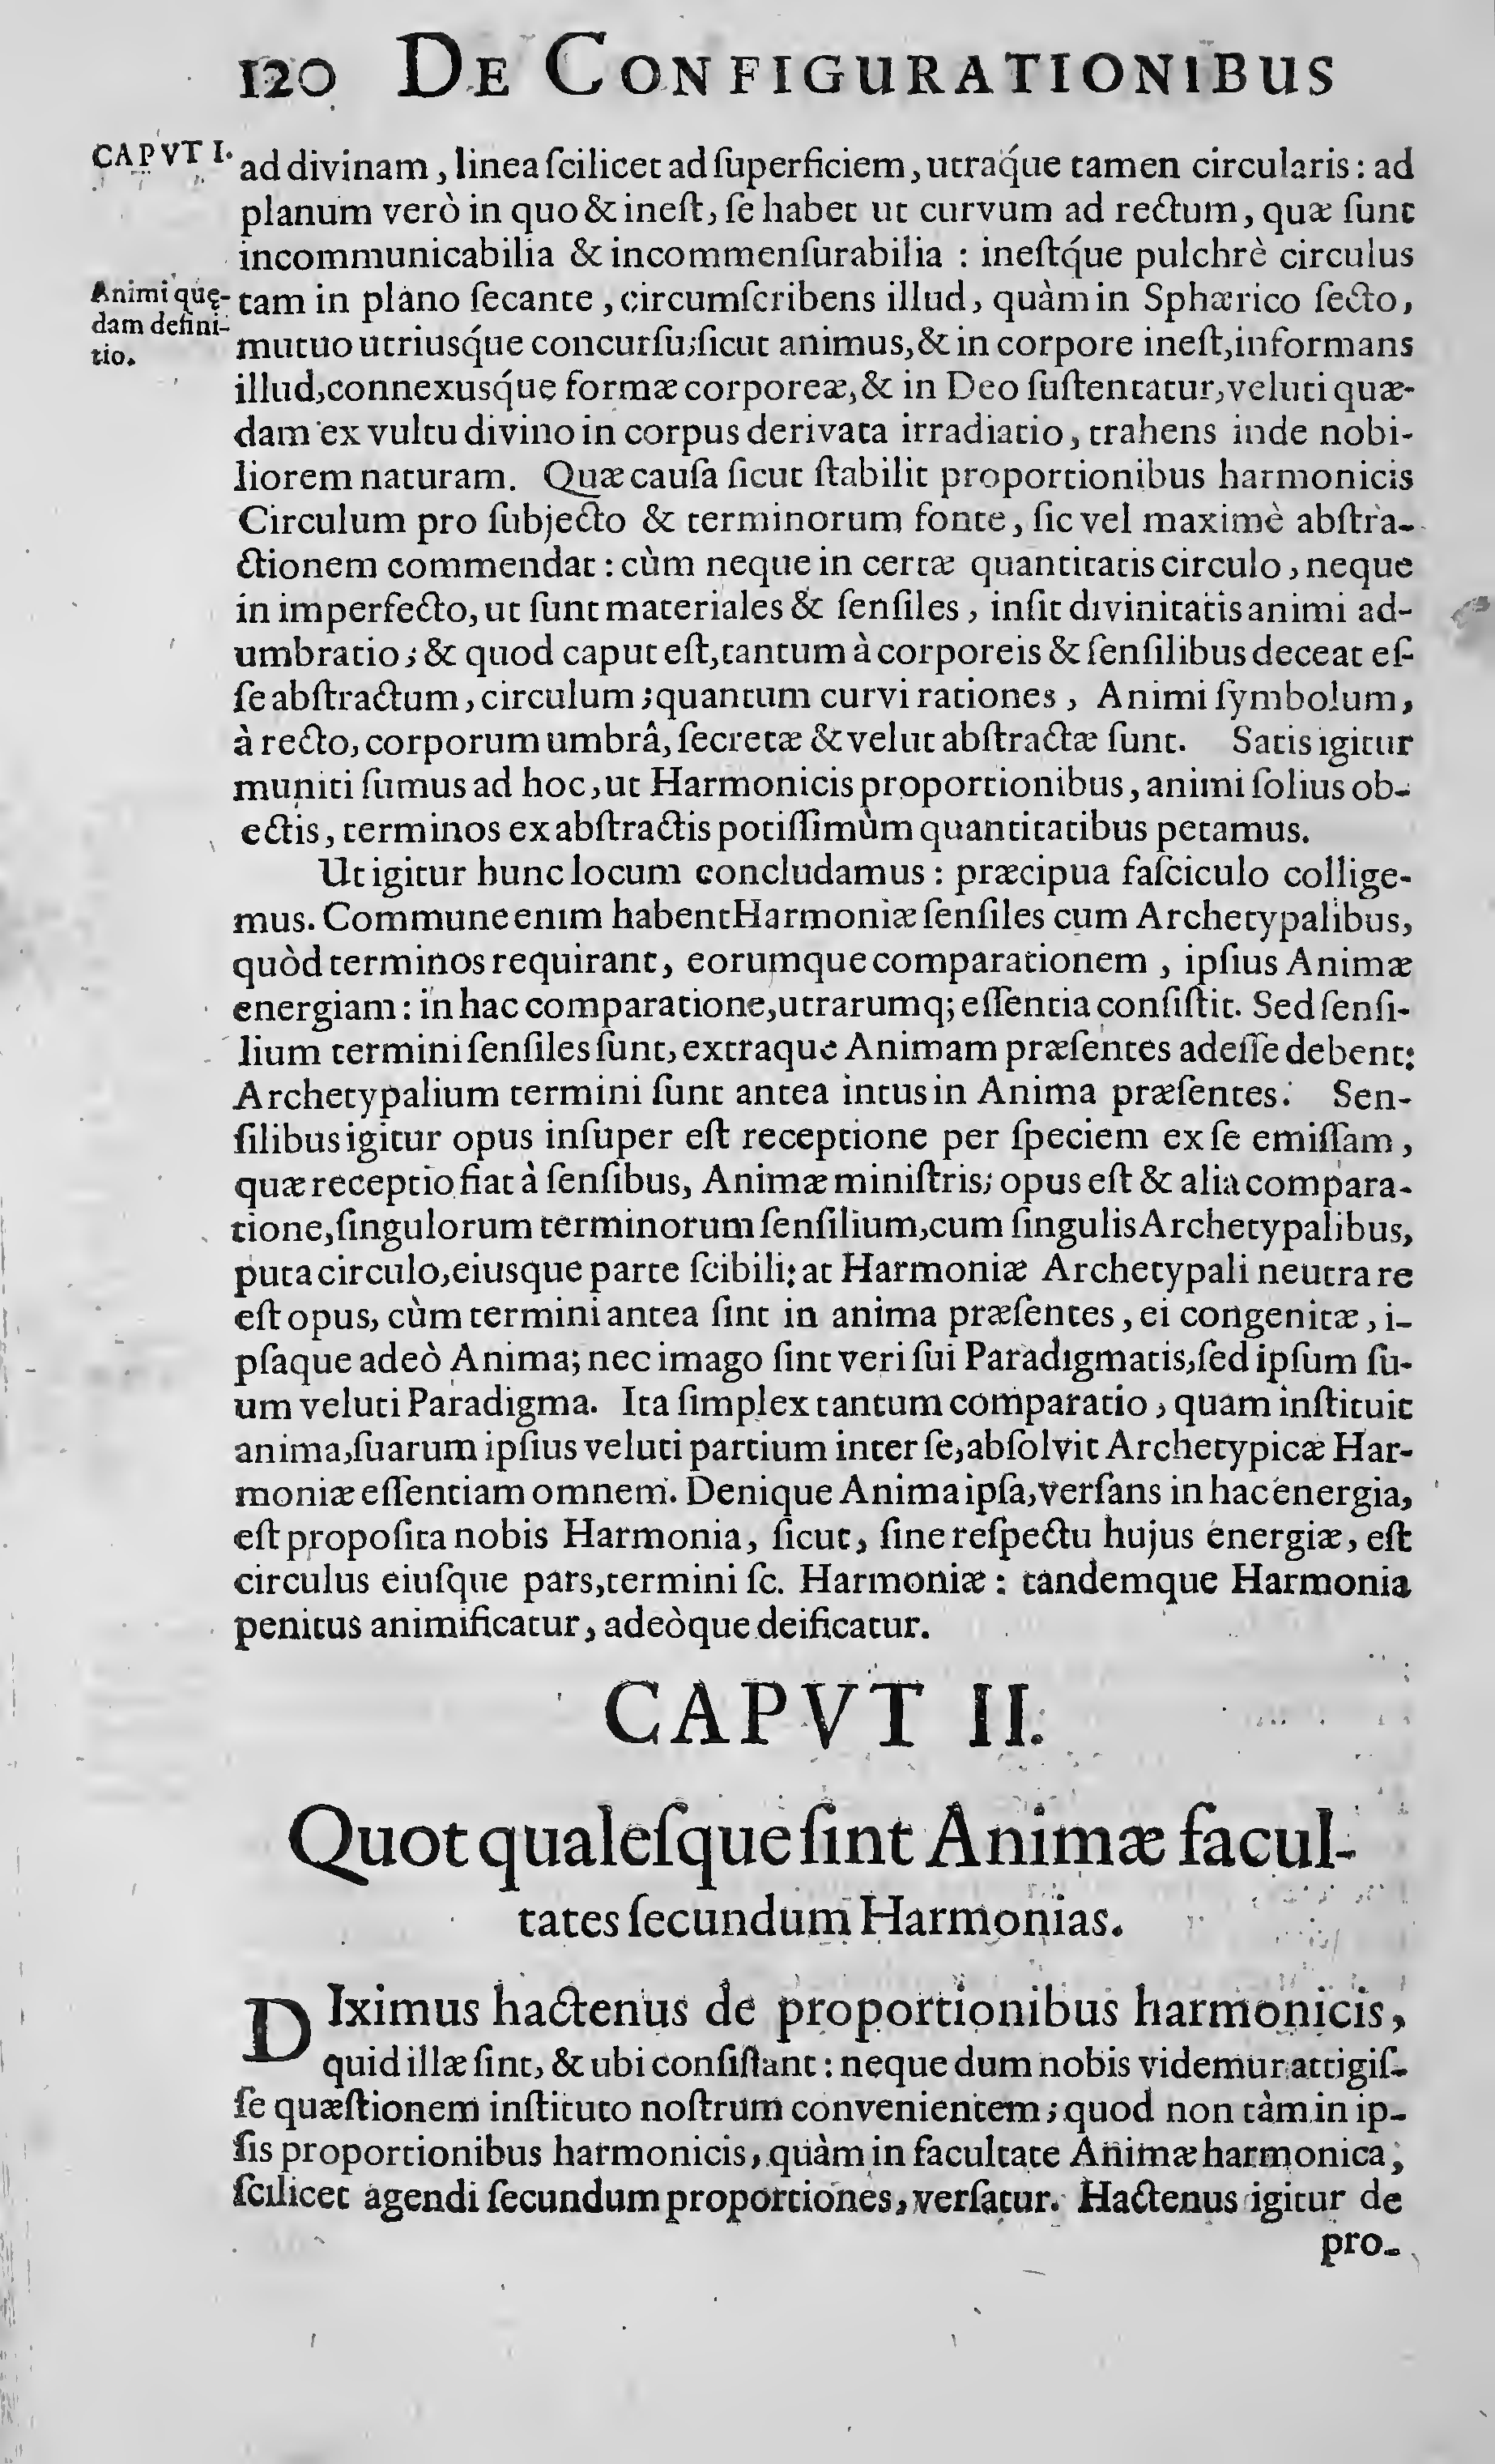 120 DE CONFIGURATIONIBUS
CAPVT I.
ad divinam, linea ſcilicet ad ſuperficiem, utraq́ue tamen circularis: ad
planum verò in quo & ineſt, ſe habet ut curvum ad rectum, quæ ſunt
incommunicabilia & incommenſurabilia : ineſtq́ue pulchrè circulus
Animi quę-
dam defini-
tio.
tam in plano ſecante, circumſcribens illud, quàm in Sphærico ſecto,
mutuo utriusq́ue concurſu; ſicut animus, & in corpore ineſt, informans
illud, connexusq́ue formæ corporeæ, & in Deo ſuſtentatur, veluti quæ-
dam ex vultu divino in corpus derivata irradiatio, trahens inde nobi-
liorem naturam. Quæ cauſa ſicut ſtabilit proportionibus harmonicis
Circulum pro ſubjecto & terminorum fonte, ſic vel maximè abſtra-
ctionem commendat: cùm neque in certæ quantitatis circulo, neque
in imperfecto, ut ſunt materiales & ſenſiles, inſit divinitatis animi ad-
umbratio; & quod caput eſt, tantum à corporeis & ſenſilibus deceat eſ-
ſe abſtractum, circulum; quantum curvi rationes, Animi ſymbolum,
à recto, corporum umbrâ, ſecretæ & velut abſtractæ ſunt. Satis igitur
muniti ſumus ad hoc, ut Harmonicis proportionibus, animi ſolius ob-
ectis, terminos ex abſtractis potiſſimùm quantitatibus petamus.
Ut igitur hunc locum concludamus: præcipua faſciculo collige-
mus. Commune enim habent Harmoniæ ſenſiles cum Archetypalibus,
quòd terminos requirant, eorumque comparationem, ipſius Animæ
energiam: in hac comparatione, utrarumq; eſſentia conſiſtit. Sed ſenſi-
lium termini ſenſiles ſunt, extraque Animam præſentes adeſſe debent:
Archetypalium termini ſunt antea intus in Anima præſentes. Sen-
ſilibus igitur opus inſuper eſt receptione per ſpeciem ex ſe emiſſam,
quæ receptio fiat à ſenſibus, Animæ miniſtris; opus eſt & alia compara-
tione, ſingulorum terminorum ſenſilium, cum ſingulis Archetypalibus,
puta circulo, eiusque parte ſcibili: at Harmoniæ Archetypali neutra re
eſt opus, cùm termini antea ſint in anima præſentes, ei congenitæ, i-
pſaque adeò Anima; nec imago ſint veri ſui Paradigmatis, ſed ipſum ſu-
um veluti Paradigma. Ita ſimplex tantum comparatio, quam inſtituit
anima, ſuarum ipſius veluti partium inter ſe, abſolvit Archetypicæ Har-
moniæ eſſentiam omnem. Denique Anima ipſa, verſans in hac energia,
eſt propoſita nobis Harmonia, ſicut, ſine reſpectu hujus energiæ, eſt
circulus eiuſque pars, termini ſc. Harmoniæ: tandemque Harmonia
penitus animificatur, adeòque deificatur.
CAPVT II.
Quot qualeſque ſint Animæ facul-
tates ſecundum Harmonias.
DIximus hactenus de proportionibus harmonicis,
quid illæ ſint, & ubi conſiſtant: neque dum nobis videmur attigiſ-
ſe quæſtionem inſtituto noſtrum convenientem; quod non tàm in ip-
ſis proportionibus harmonicis, quàm in facultate Animæ harmonica,
ſcilicet agendi ſecundum proportiones, verſatur. Hactenus igitur de
pro-